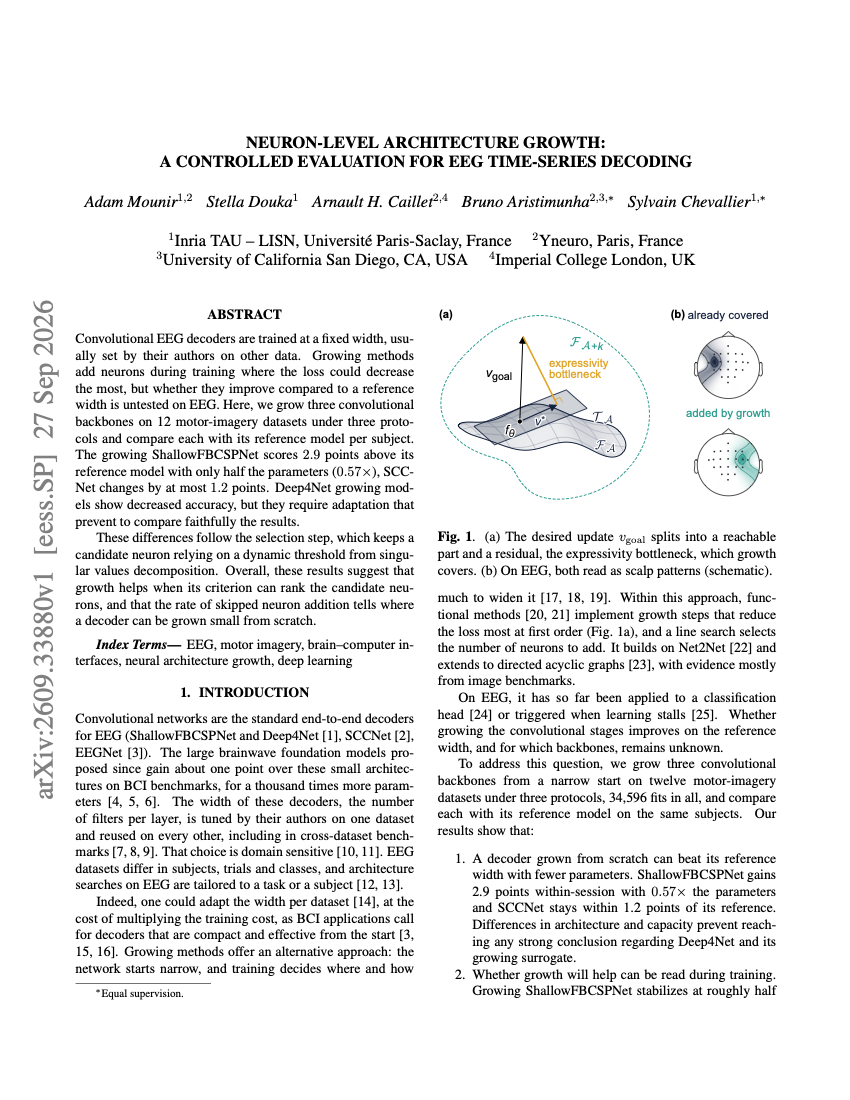 NEURON-LEVEL ARCHITECTURE GROWTH:
A CONTROLLED EVALUATION FOR EEG TIME-SERIES DECODING
Adam Mounir1,2 Stella Douka1 Arnault H. Caillet2,4 Bruno Aristimunha2,3,* Sylvain Chevallier1,*
1Inria TAU – LISN, Université Paris-Saclay, France 2Yneuro, Paris, France
3University of California San Diego, CA, USA 4Imperial College London, UK
arXiv:2609.33880v1 [eess.SP] 27 Sep 2026
ABSTRACT
Convolutional EEG decoders are trained at a fixed width, usu-
ally set by their authors on other data. Growing methods
add neurons during training where the loss could decrease
the most, but whether they improve compared to a reference
width is untested on EEG. Here, we grow three convolutional
backbones on 12 motor-imagery datasets under three proto-
cols and compare each with its reference model per subject.
The growing ShallowFBCSPNet scores 2.9 points above its
reference model with only half the parameters (0.57×), SCC-
Net changes by at most 1.2 points. Deep4Net growing mod-
els show decreased accuracy, but they require adaptation that
prevent to compare faithfully the results.
These differences follow the selection step, which keeps a
candidate neuron relying on a dynamic threshold from singu-
lar values decomposition. Overall, these results suggest that
growth helps when its criterion can rank the candidate neu-
rons, and that the rate of skipped neuron addition tells where
a decoder can be grown small from scratch.
Index Terms— EEG, motor imagery, brain–computer in-
terfaces, neural architecture growth, deep learning
1. INTRODUCTION
Convolutional networks are the standard end-to-end decoders
for EEG (ShallowFBCSPNet and Deep4Net [1], SCCNet [2],
EEGNet [3]). The large brainwave foundation models pro-
posed since gain about one point over these small architec-
tures on BCI benchmarks, for a thousand times more param-
eters [4, 5, 6]. The width of these decoders, the number
of filters per layer, is tuned by their authors on one dataset
and reused on every other, including in cross-dataset bench-
marks [7, 8, 9]. That choice is domain sensitive [10, 11]. EEG
datasets differ in subjects, trials and classes, and architecture
searches on EEG are tailored to a task or a subject [12, 13].
Indeed, one could adapt the width per dataset [14], at the
cost of multiplying the training cost, as BCI applications call
for decoders that are compact and effective from the start [3,
15, 16]. Growing methods offer an alternative approach: the
network starts narrow, and training decides where and how
*Equal supervision.
(a)
F A+k
expressivity
bottleneck
vgoal
v*
fθ
T A
F A
(b) already covered
added by growth
Fig. 1. (a) The desired update vgoal splits into a reachable
part and a residual, the expressivity bottleneck, which growth
covers. (b) On EEG, both read as scalp patterns (schematic).
much to widen it [17, 18, 19]. Within this approach, func-
tional methods [20, 21] implement growth steps that reduce
the loss most at first order (Fig. 1a), and a line search selects
the number of neurons to add. It builds on Net2Net [22] and
extends to directed acyclic graphs [23], with evidence mostly
from image benchmarks.
On EEG, it has so far been applied to a classification
head [24] or triggered when learning stalls [25]. Whether
growing the convolutional stages improves on the reference
width, and for which backbones, remains unknown.
To address this question, we grow three convolutional
backbones from a narrow start on twelve motor-imagery
datasets under three protocols, 34,596 fits in all, and compare
each with its reference model on the same subjects. Our
results show that:
1. A decoder grown from scratch can beat its reference
width with fewer parameters. ShallowFBCSPNet gains
2.9 points within-session with 0.57× the parameters
and SCCNet stays within 1.2 points of its reference.
Differences in architecture and capacity prevent reach-
ing any strong conclusion regarding Deep4Net and its
growing surrogate.
2. Whether growth will help can be read during training.
Growing ShallowFBCSPNet stabilizes at roughly half